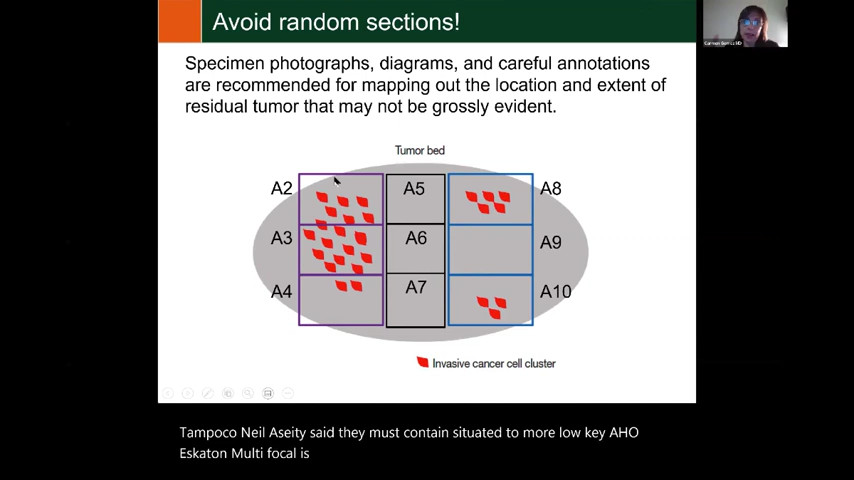 Avoid random sections!
Specimen photographs, diagrams, and careful annotations
are recommended for mapping out the location and extent of
residual tumor that may not be grossly evident.
Tumor bed
A2
A5
A8
A3
A6
A9
A4
A7
A10
Invasive cancer cell cluster
Tampoco Neil Aseity said they must contain situated to more low key AHO
Eskaton Multi focal is